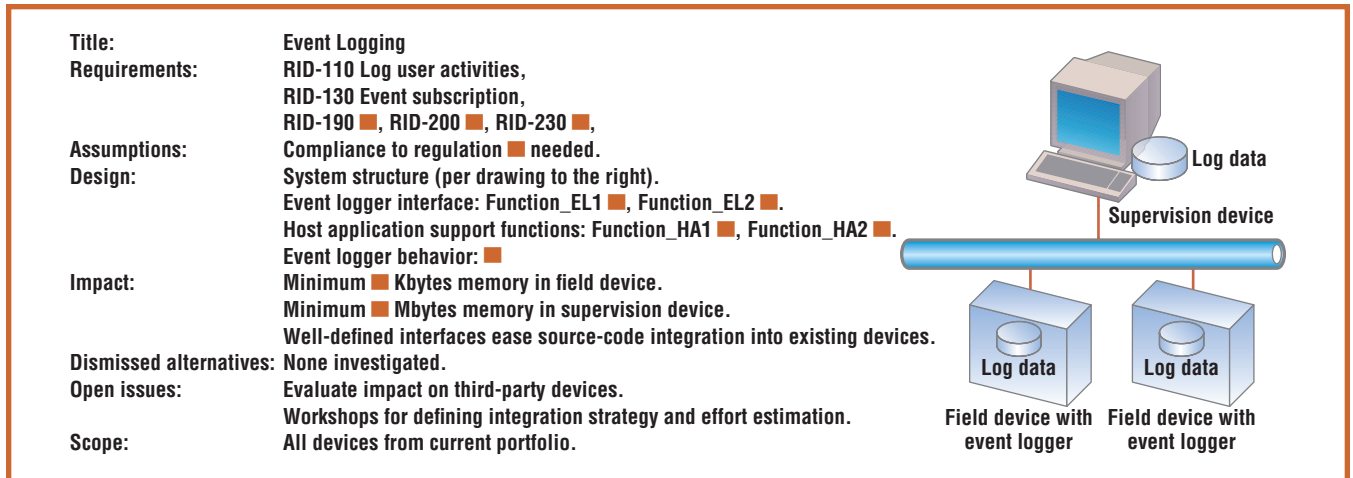 Title: Event Logging
Requirements: RID-110 Log user activities,
RID-130 Event subscription,
RID-190 ■, RID-200 ■, RID-230 ■,
Assumptions: Compliance to regulation ■ needed.
Design: System structure (per drawing to the right).
Event logger interface: Function_EL1 ■, Function_EL2 ■.
Host application support functions: Function_HA1 ■, Function_HA2 ■.
Event logger behavior: ■
Impact: Minimum ■ Kbytes memory in field device.
Minimum ■ Mbytes memory in supervision device.
Well-defined interfaces ease source-code integration into existing devices.
Dismissed alternatives: None investigated.
Open issues: Evaluate impact on third-party devices.
Workshops for defining integration strategy and effort estimation.
Scope: All devices from current portfolio.
Log data
Supervision device
Log data
Log data
Field device with
event logger
Field device with
event logger